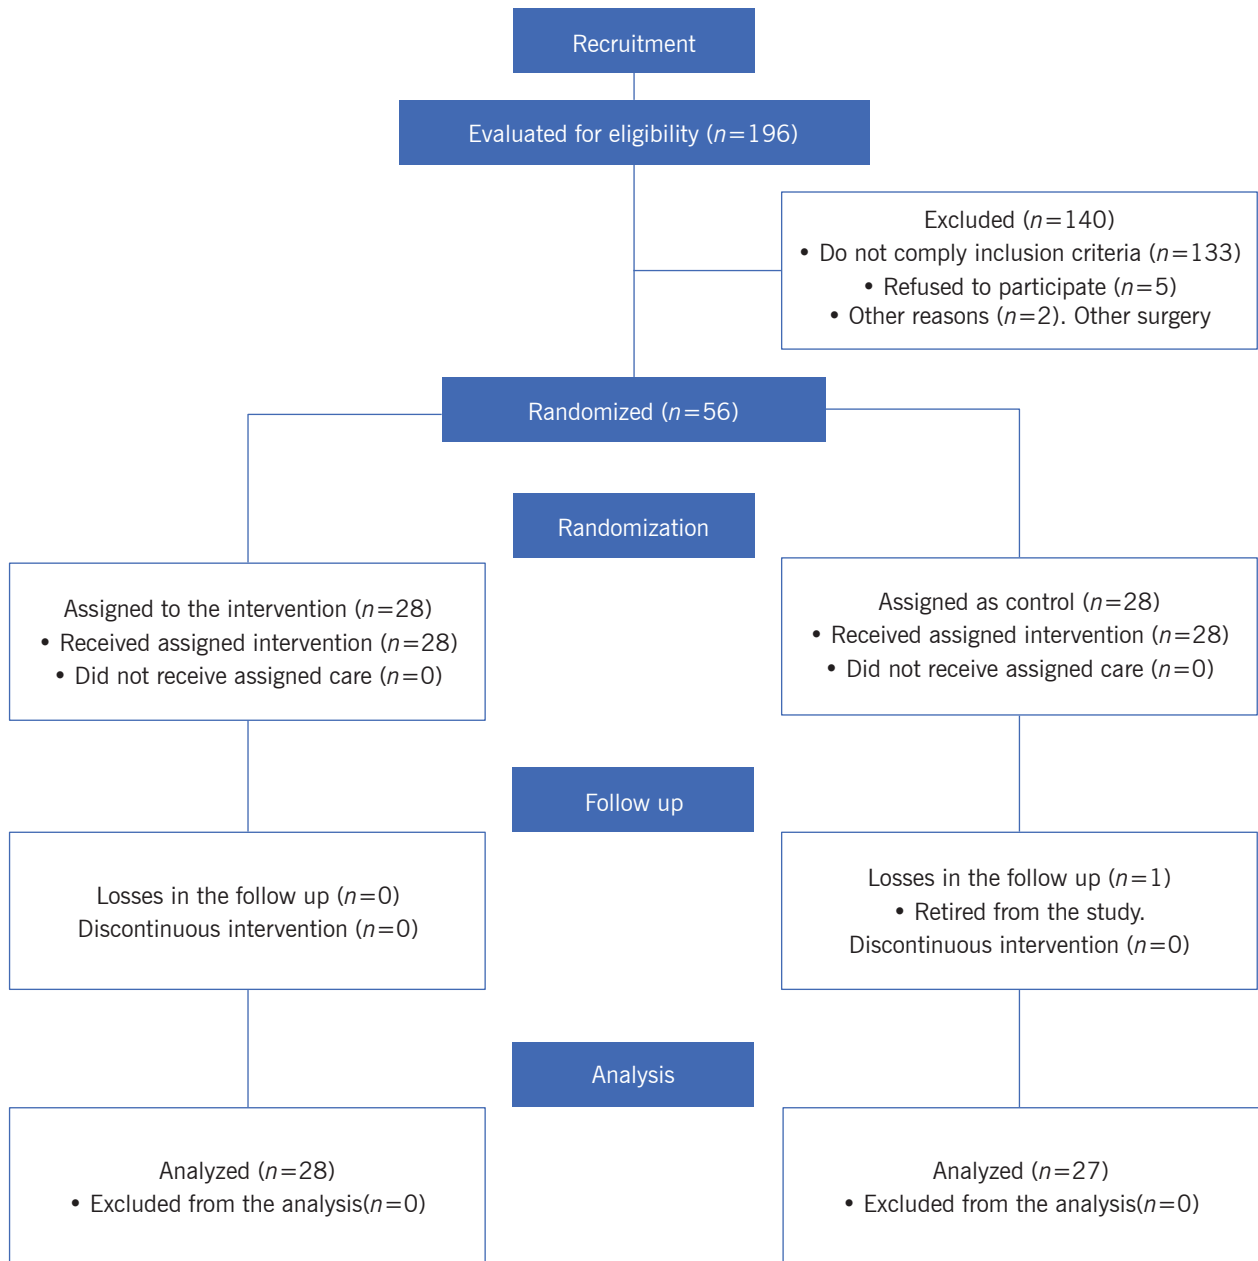 Recruitment
Evaluated for eligibility (n=196)
Excluded (n=140)
• Do not comply inclusion criteria (n=133)
• Refused to participate (n=5)
• Other reasons (n=2). Other surgery
Randomized (n=56)
Randomization
Assigned to the intervention (n=28)
• Received assigned intervention (n=28)
• Did not receive assigned care (n=0)
Assigned as control (n=28)
• Received assigned intervention (n=28)
• Did not receive assigned care (n=0)
Follow up
Losses in the follow up (n=0)
Discontinuous intervention (n=0)
Losses in the follow up (n=1)
• Retired from the study.
Discontinuous intervention (n=0)
Analysis
Analyzed (n=28)
• Excluded from the analysis(n=0)
Analyzed (n=27)
• Excluded from the analysis(n=0)